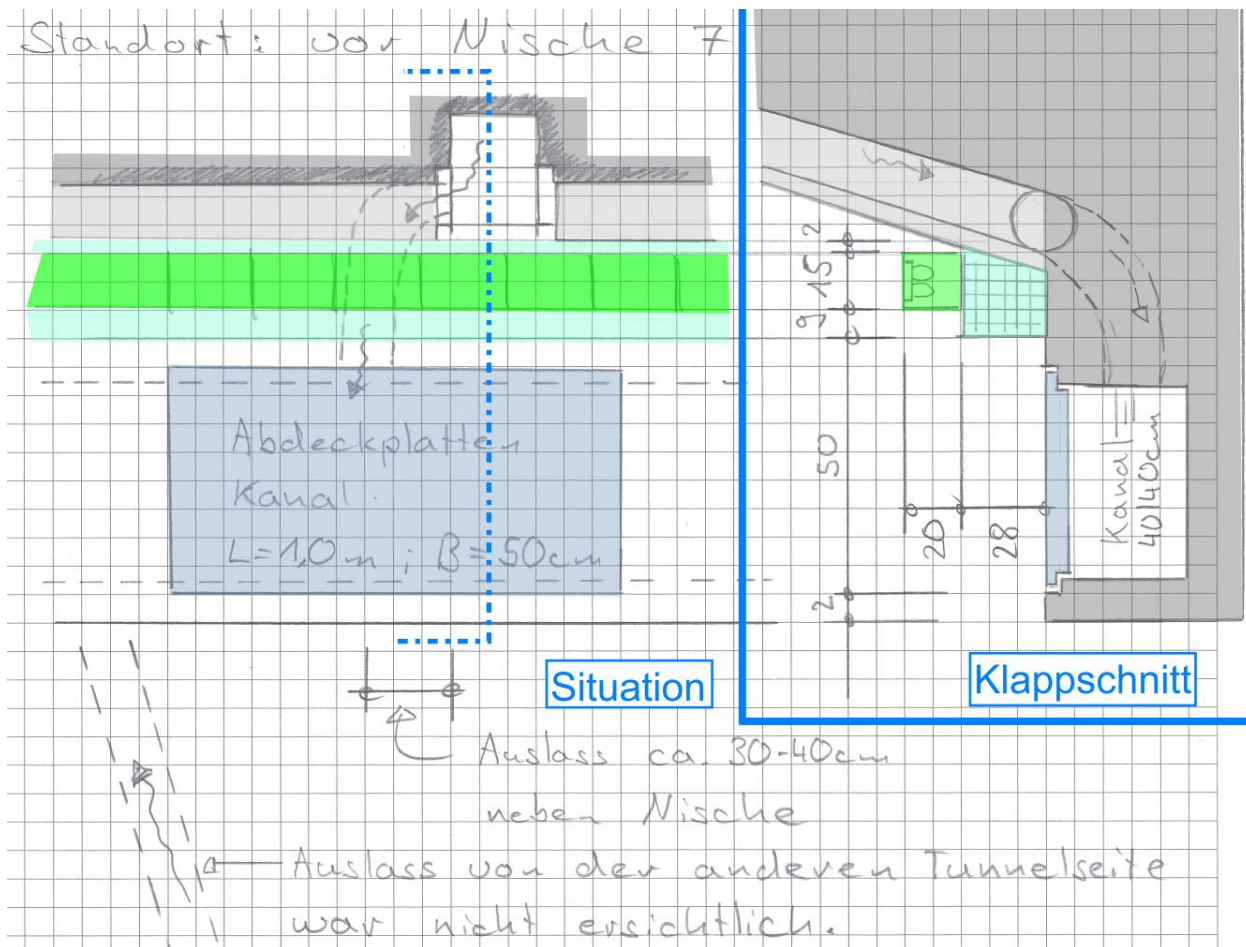 Standort: vor Nische 7
Abdeckplatten
Kanal.
L=1,0m ; B=50cm
Situation
Auslass ca. 30-40cm
neben Nische
Auslass von der anderen Tunnelseite
war nicht ersichtlich.
2
15
9
50
2
20
28
Kanal
40/40cm
Klappschnitt